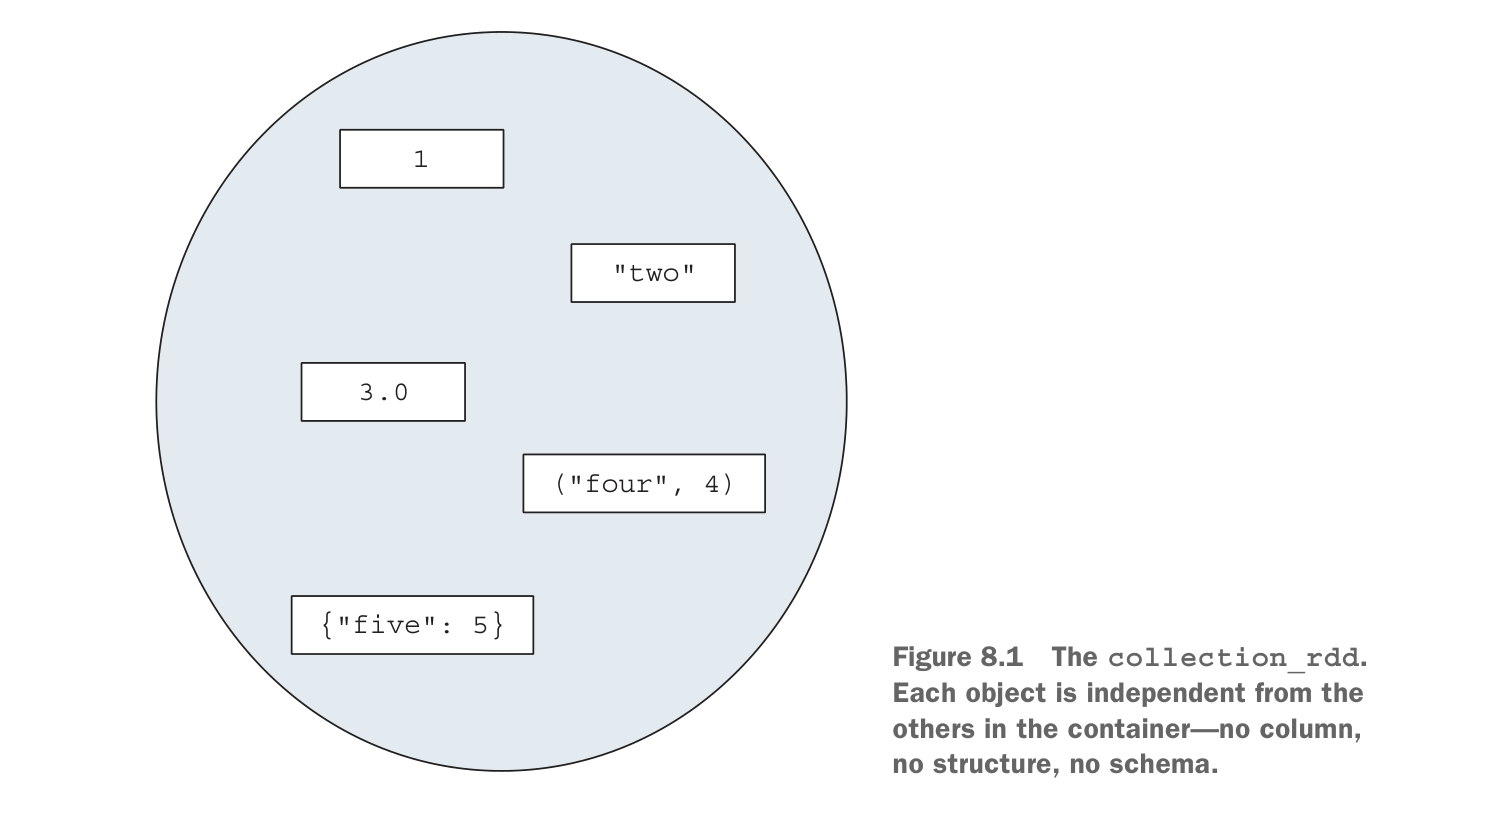 1
"two"
3.0
("four", 4)
{"five": 5}
Figure 8.1 The collection_rdd.
Each object is independent from the
others in the container—no column,
no structure, no schema.